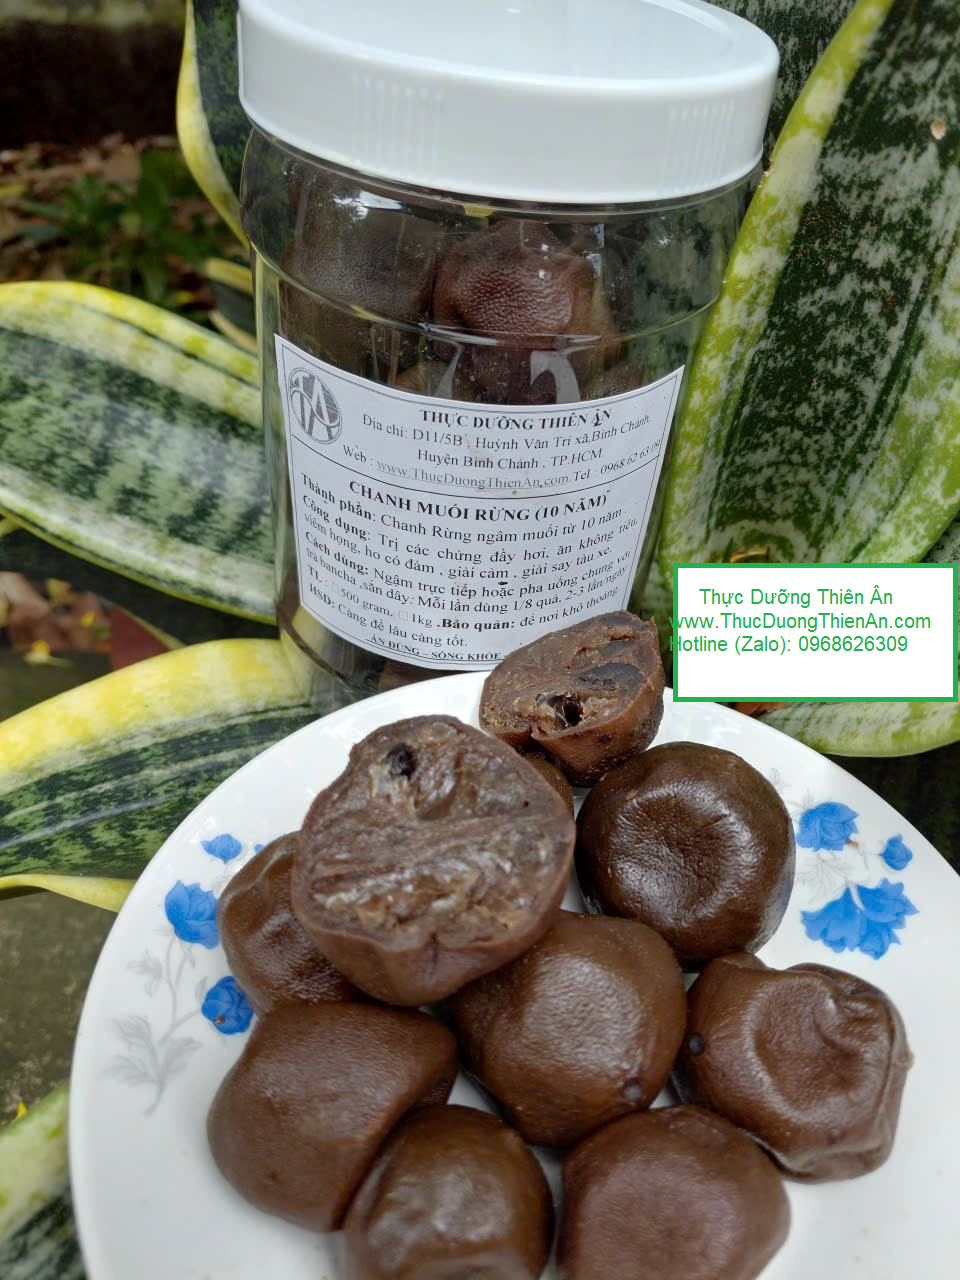 THỰC DƯỠNG THIÊN ÂN
Địa chỉ: D11/5B , Huỳnh Văn Trí xã,Bình Chánh,
Huyện Bình Chánh , TP.HCM.
Web : www.ThucDuongThienAn.com.Tel : 0968 62 63 09
CHANH MUỐI RỪNG (10 NĂM)
Thành phần: Chanh Rừng ngâm muối từ 10 năm .
Công dụng: Trị các chứng đầy hơi, ăn không tiêu,
viêm họng, ho có đàm , giải cảm , giải say tàu xe.
Cách dùng: Ngậm trực tiếp hoặc pha uống chung với
trà bancha ,sắn dây. Mỗi lần dùng 1/8 quả, 2-3 lần/ngày
TL : □500 gram, □1kg .Bảo quản: để nơi khô thoáng.
HSD: Càng để lâu càng tốt.
-ĂN ĐÚNG – SỐNG KHỎE -
Thực Dưỡng Thiên Ân
www.ThucDuongThienAn.com
Hotline (Zalo): 0968626309